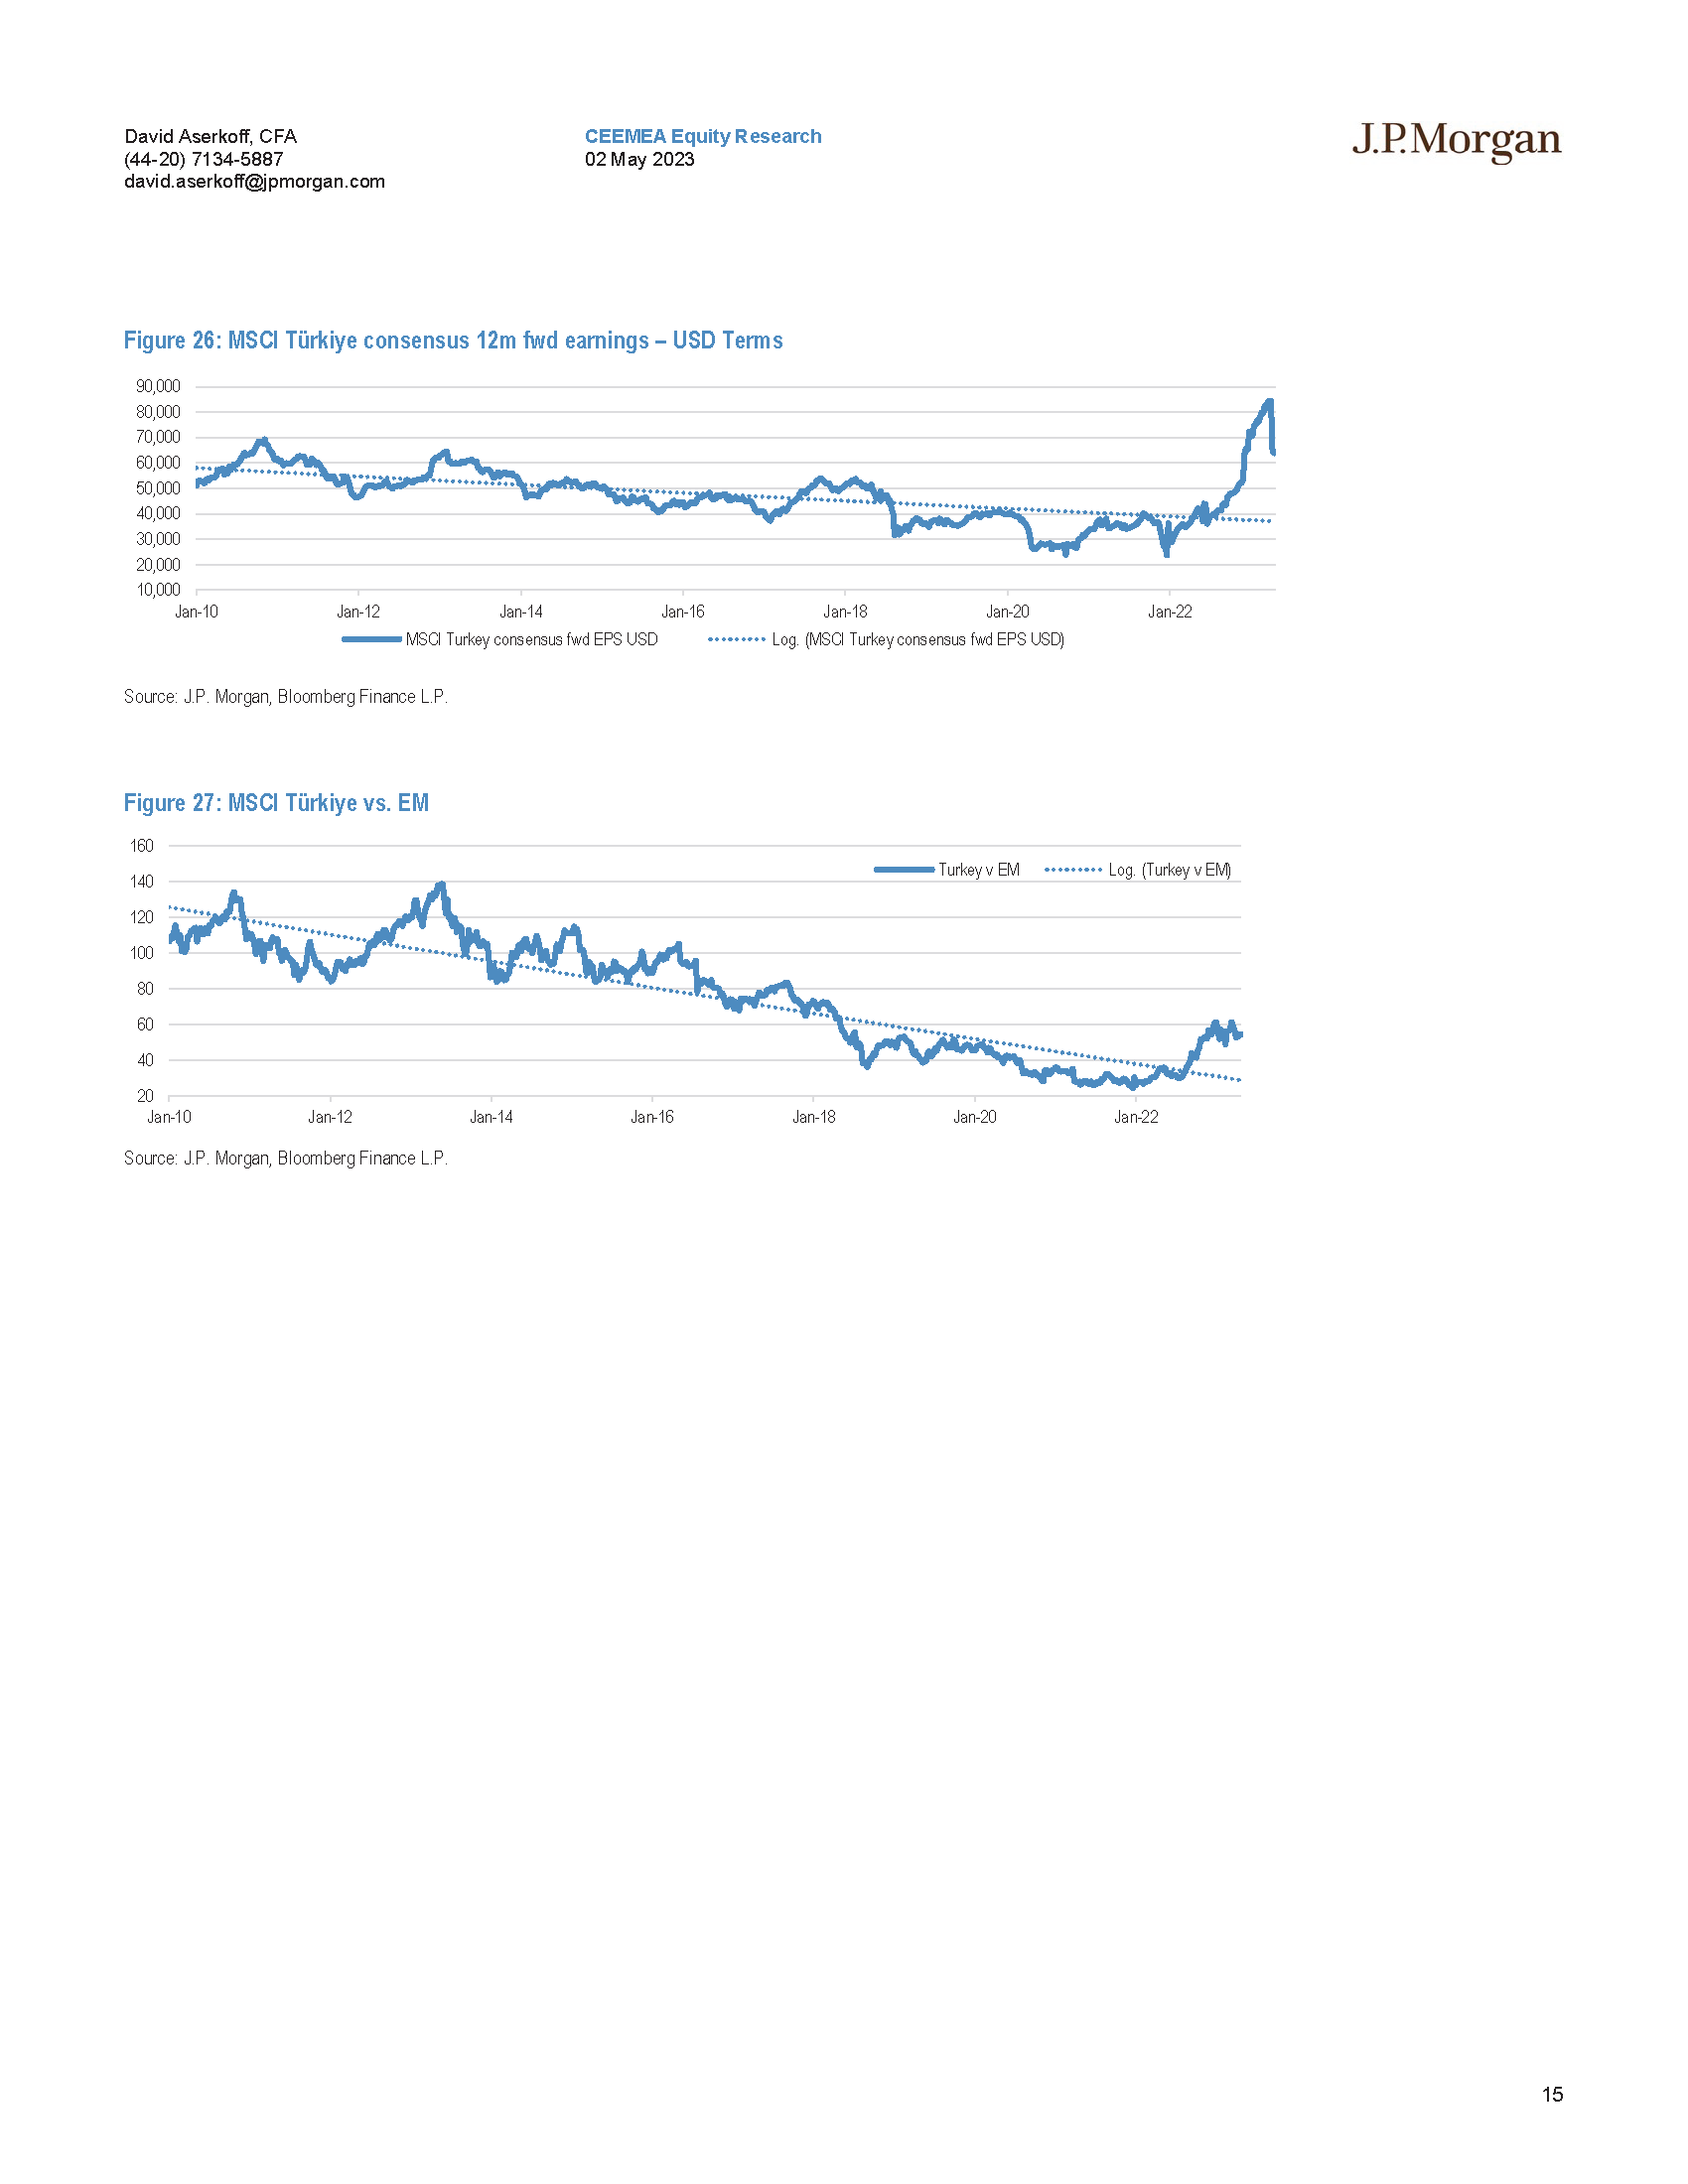 David Aserkoff, CFA
(44-20) 7134-5887
david.aserkoff@jpmorgan.com
CEEMEA Equity Research
02 May 2023
J.P.Morgan
Figure 26: MSCI Türkiye consensus 12m fwd earnings – USD Terms
90,000
80,000
70,000
60,000
50,000
40,000
30,000
20,000
10,000
Jan-10 Jan-12 Jan-14 Jan-16 Jan-18 Jan-20 Jan-22
MSCI Turkey consensus fwd EPS USD Log. (MSCI Turkey consensus fwd EPS USD)
Source: J.P. Morgan, Bloomberg Finance L.P.
Figure 27: MSCI Türkiye vs. EM
160
Turkey v EM Log. (Turkey v EM)
140
120
100
80
60
40
20
Jan-10 Jan-12 Jan-14 Jan-16 Jan-18 Jan-20 Jan-22
Source: J.P. Morgan, Bloomberg Finance L.P.
15